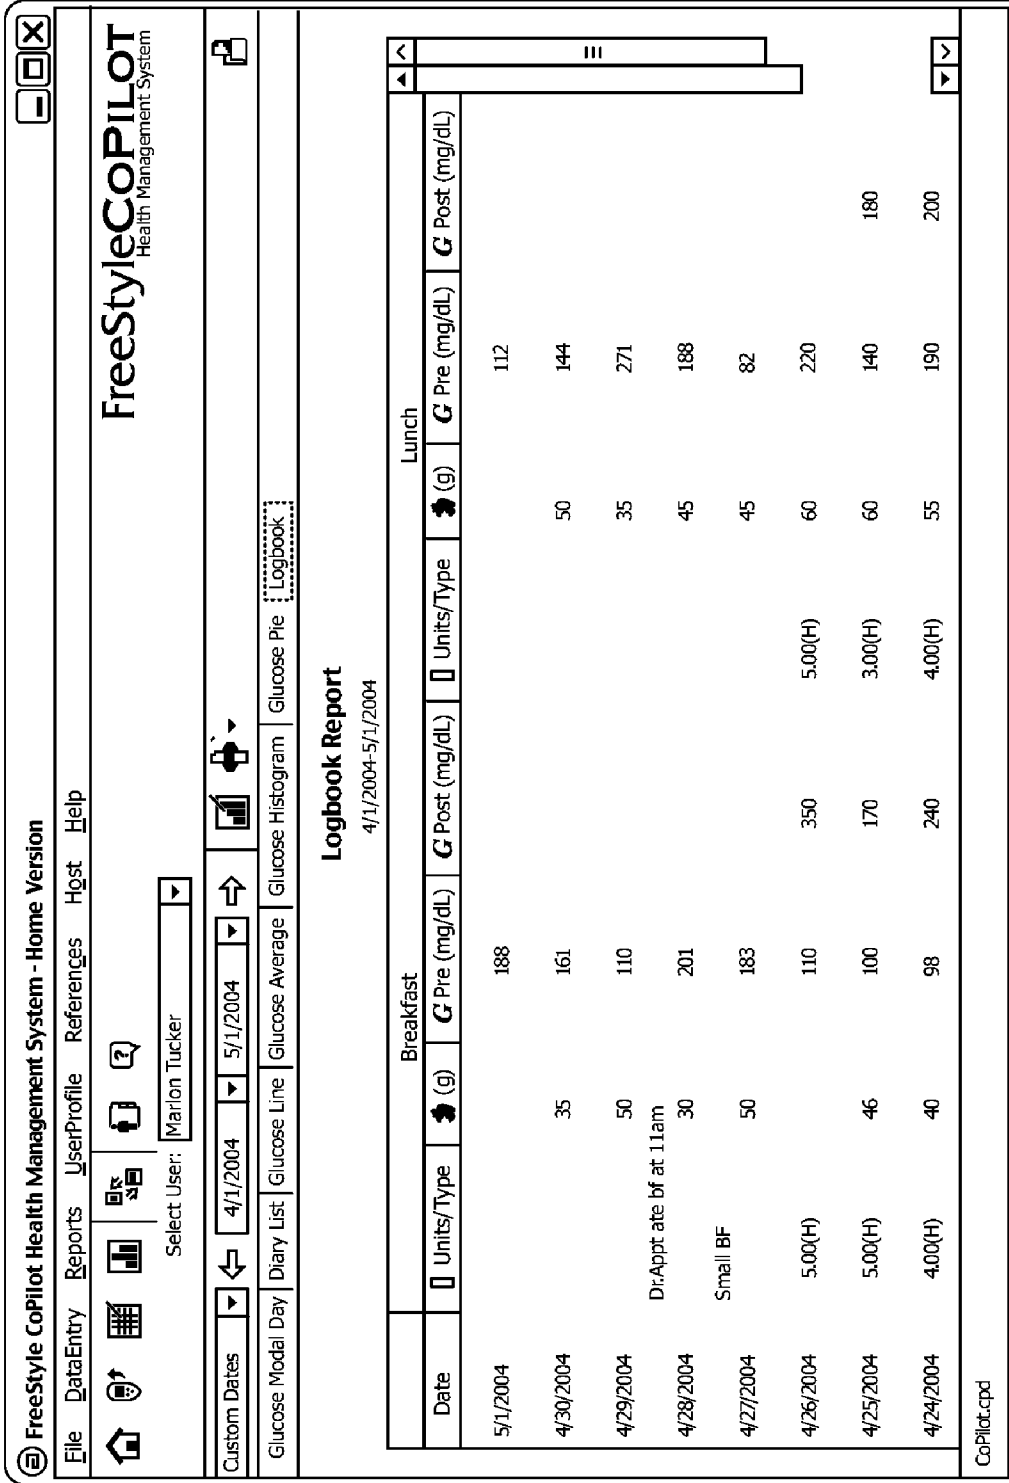 FreeStyle CoPilot Health Management System - Home Version
File DataEntry Reports UserProfile References Host Help
FreeStyleCoPilot
Health Management System
Select User: Marlon Tucker
Custom Dates 4/1/2004 5/1/2004
Glucose Modal Day Diary List Glucose Line Glucose Average Glucose Histogram Glucose Pie Logbook
Logbook Report
4/1/2004-5/1/2004
Breakfast Lunch
Date Units/Type (g) G Pre (mg/dL) G Post (mg/dL) Units/Type (g) G Pre (mg/dL) G Post (mg/dL)
5/1/2004 188 112
4/30/2004 35 161 50 144
4/29/2004 50 110 35 271
Dr.Appt ate bf at 11am
4/28/2004 30 201 45 188
Small BF
4/27/2004 50 183 45 82
4/26/2004 5.00(H) 110 350 5.00(H) 60 220
4/25/2004 5.00(H) 46 100 170 3.00(H) 60 140 180
4/24/2004 4.00(H) 40 98 240 4.00(H) 55 190 200
CoPilot.cpd